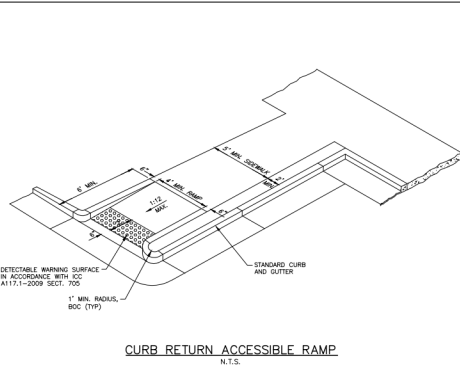 6' MIN.
6"
4' MIN. RAMP
1:12
MAX.
5' MIN. SIDEWALK
2'
MIN.
6"
DETECTABLE WARNING SURFACE
IN ACCORDANCE WITH ICC
A117.1-2009 SECT. 705
1' MIN. RADIUS,
BOC (TYP)
STANDARD CURB
AND GUTTER
CURB RETURN ACCESSIBLE RAMP
N.T.S.